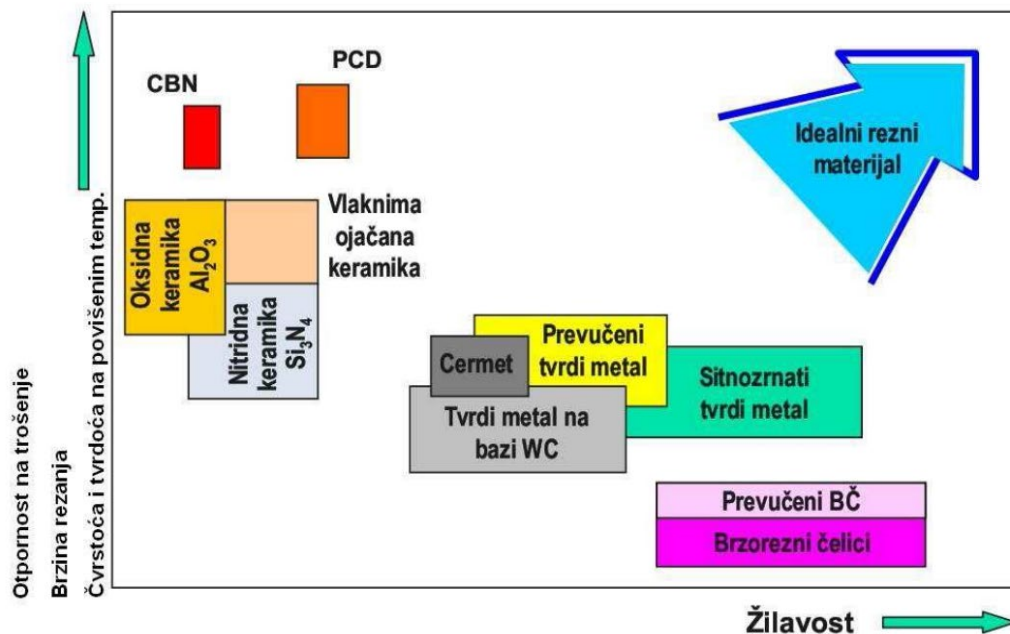 CBN
PCD
Idealni rezni
materijal
Oksidna
keramika
Al₂O₃
Vlaknima
ojačana
keramika
Nitridna
keramika
Si₃N₄
Prevučeni
tvrdi metal
Cermet
Sitnozrnati
tvrdi metal
Tvrdi metal na
bazi WC
Prevučeni BČ
Brzorezni čelici
Otpornost na trošenje
Brzina rezanja
Čvrstoća i tvrdoća na povišenim temp.
Žilavost